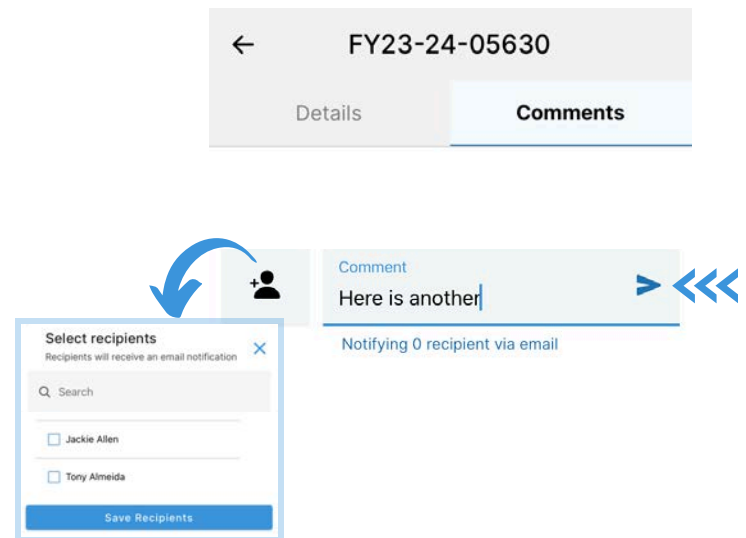 FY23-24-05630
Details
Comments
Comment
Here is another
Notifying 0 recipient via email
Select recipients
Recipients will receive an email notification
Search
Jackie Allen
Tony Almeida
Save Recipients